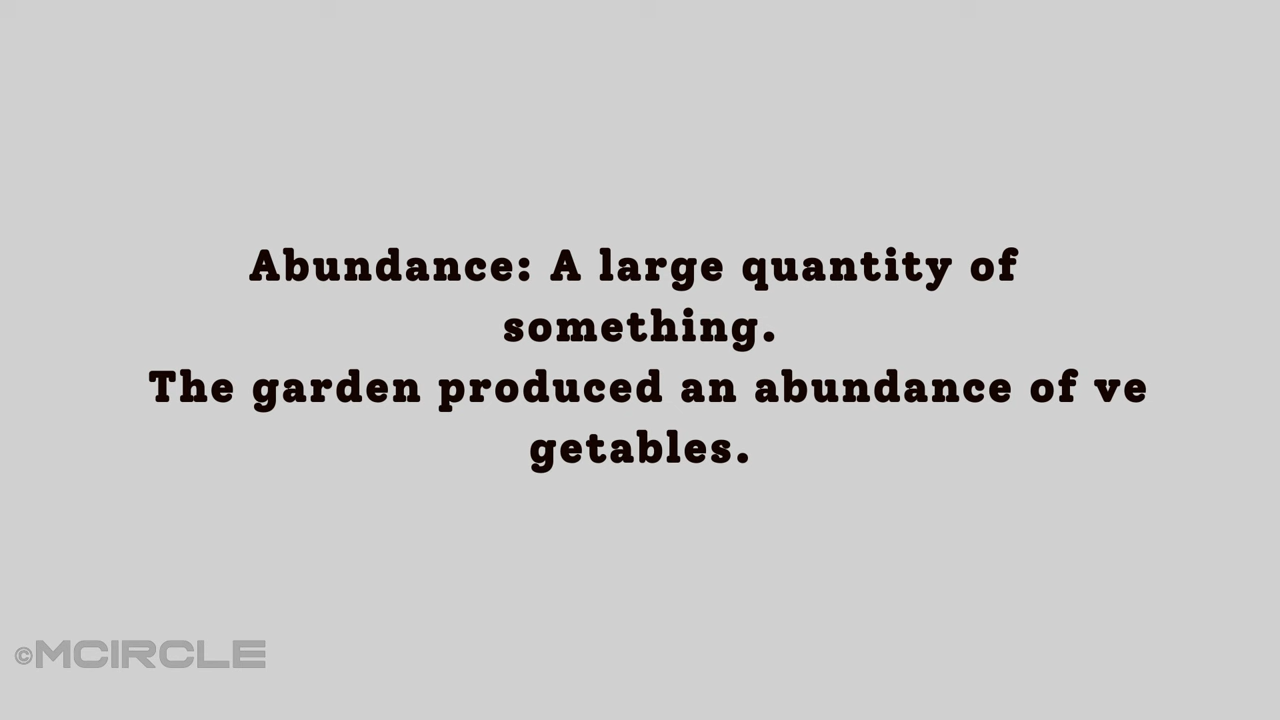 Abundance: A large quantity of
something.
The garden produced an abundance of ve
getables.
©MCIRCLE